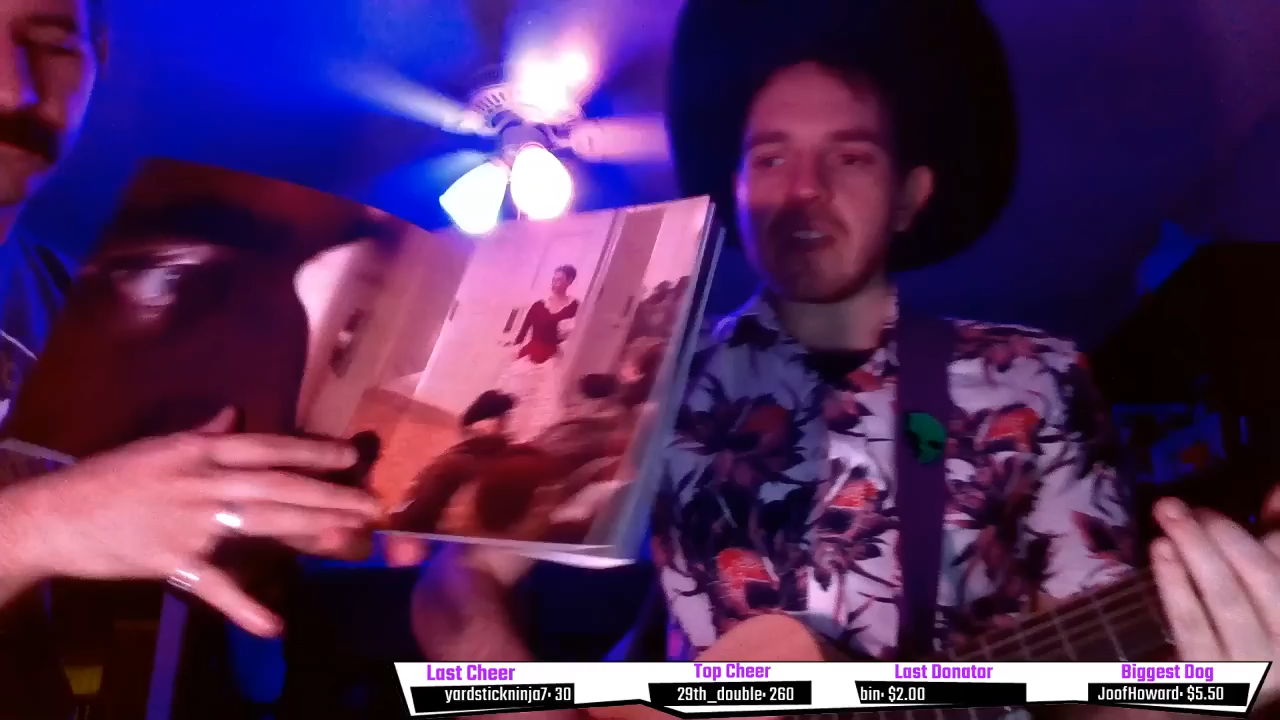 Last Cheer
yardstickninja7: 30
Top Cheer
29th_double: 260
Last Donator
bin: $2.00
Biggest Dog
JoofHoward: $5.50